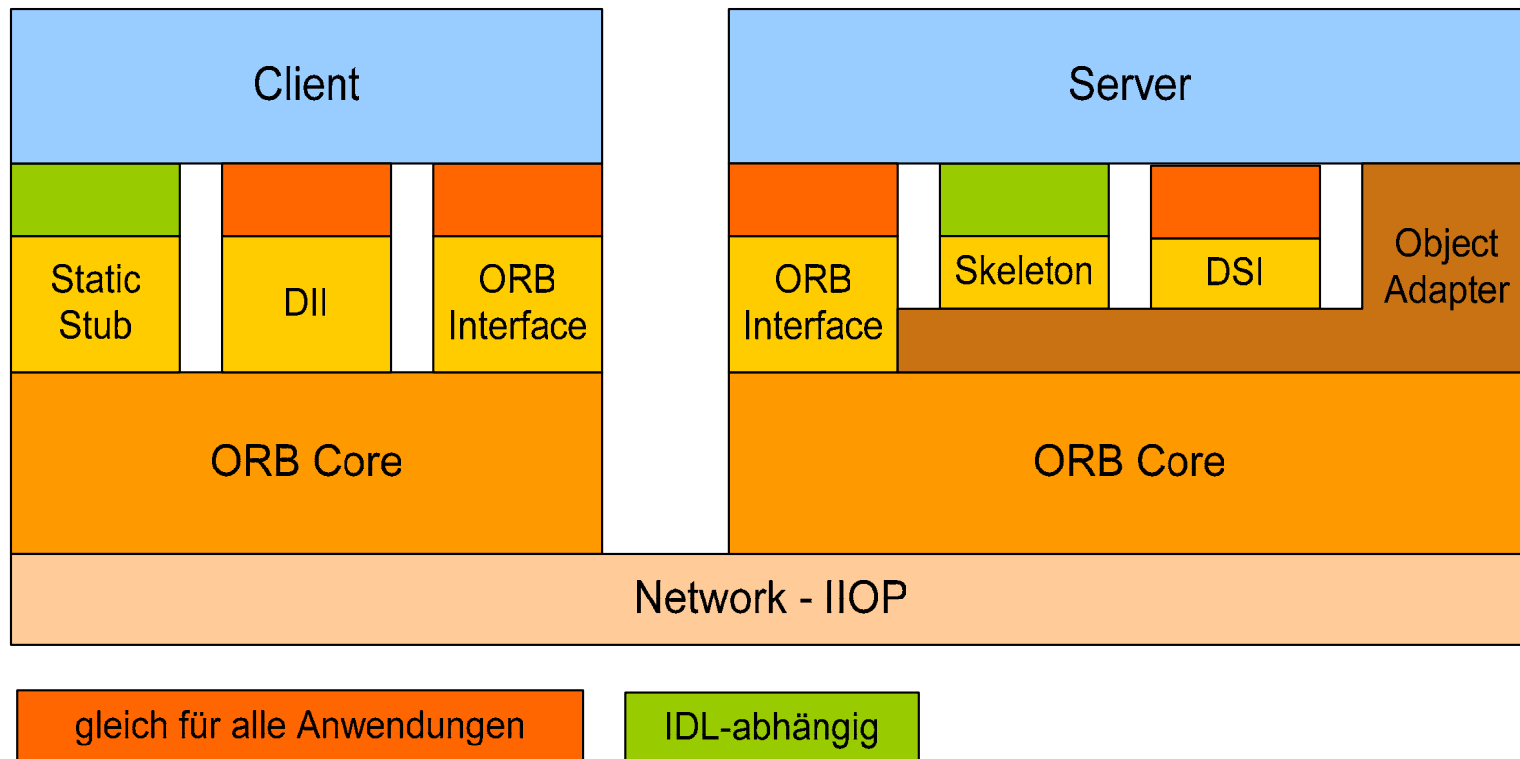 Client
Server
Static
Stub
DII
ORB
Interface
ORB
Interface
Skeleton
DSI
Object
Adapter
ORB Core
ORB Core
Network - IIOP
gleich für alle Anwendungen
IDL-abhängig